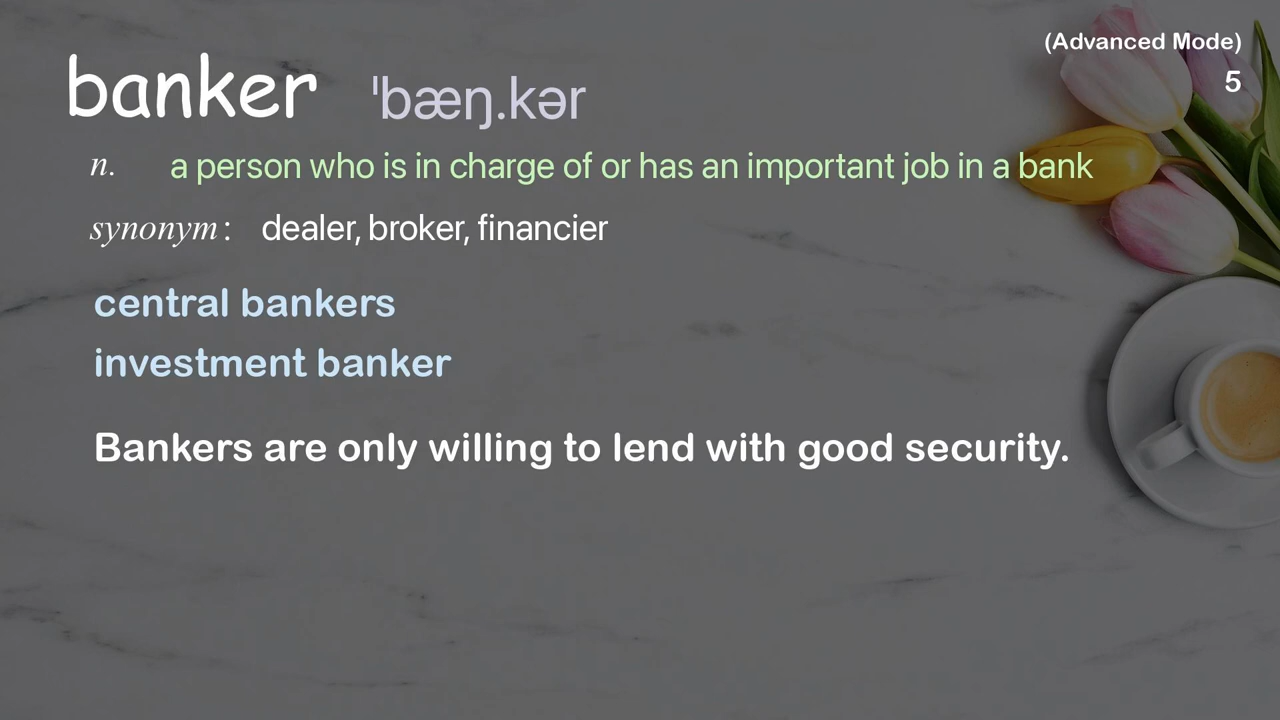 (Advanced Mode)
5
banker ˈbæŋ.kər
n. a person who is in charge of or has an important job in a bank
synonym: dealer, broker, financier
central bankers
investment banker
Bankers are only willing to lend with good security.